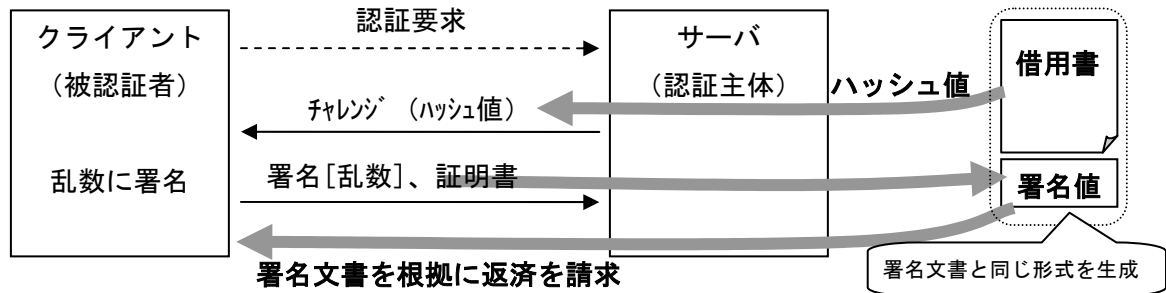 認証要求
クライアント
(被認証者)
サーバ
(認証主体)
ハッシュ値
借用書
ﾁｬﾚﾝｼﾞ (ﾊｯｼｭ値)
乱数に署名
署名[乱数]、証明書
署名値
署名文書を根拠に返済を請求
署名文書と同じ形式を生成